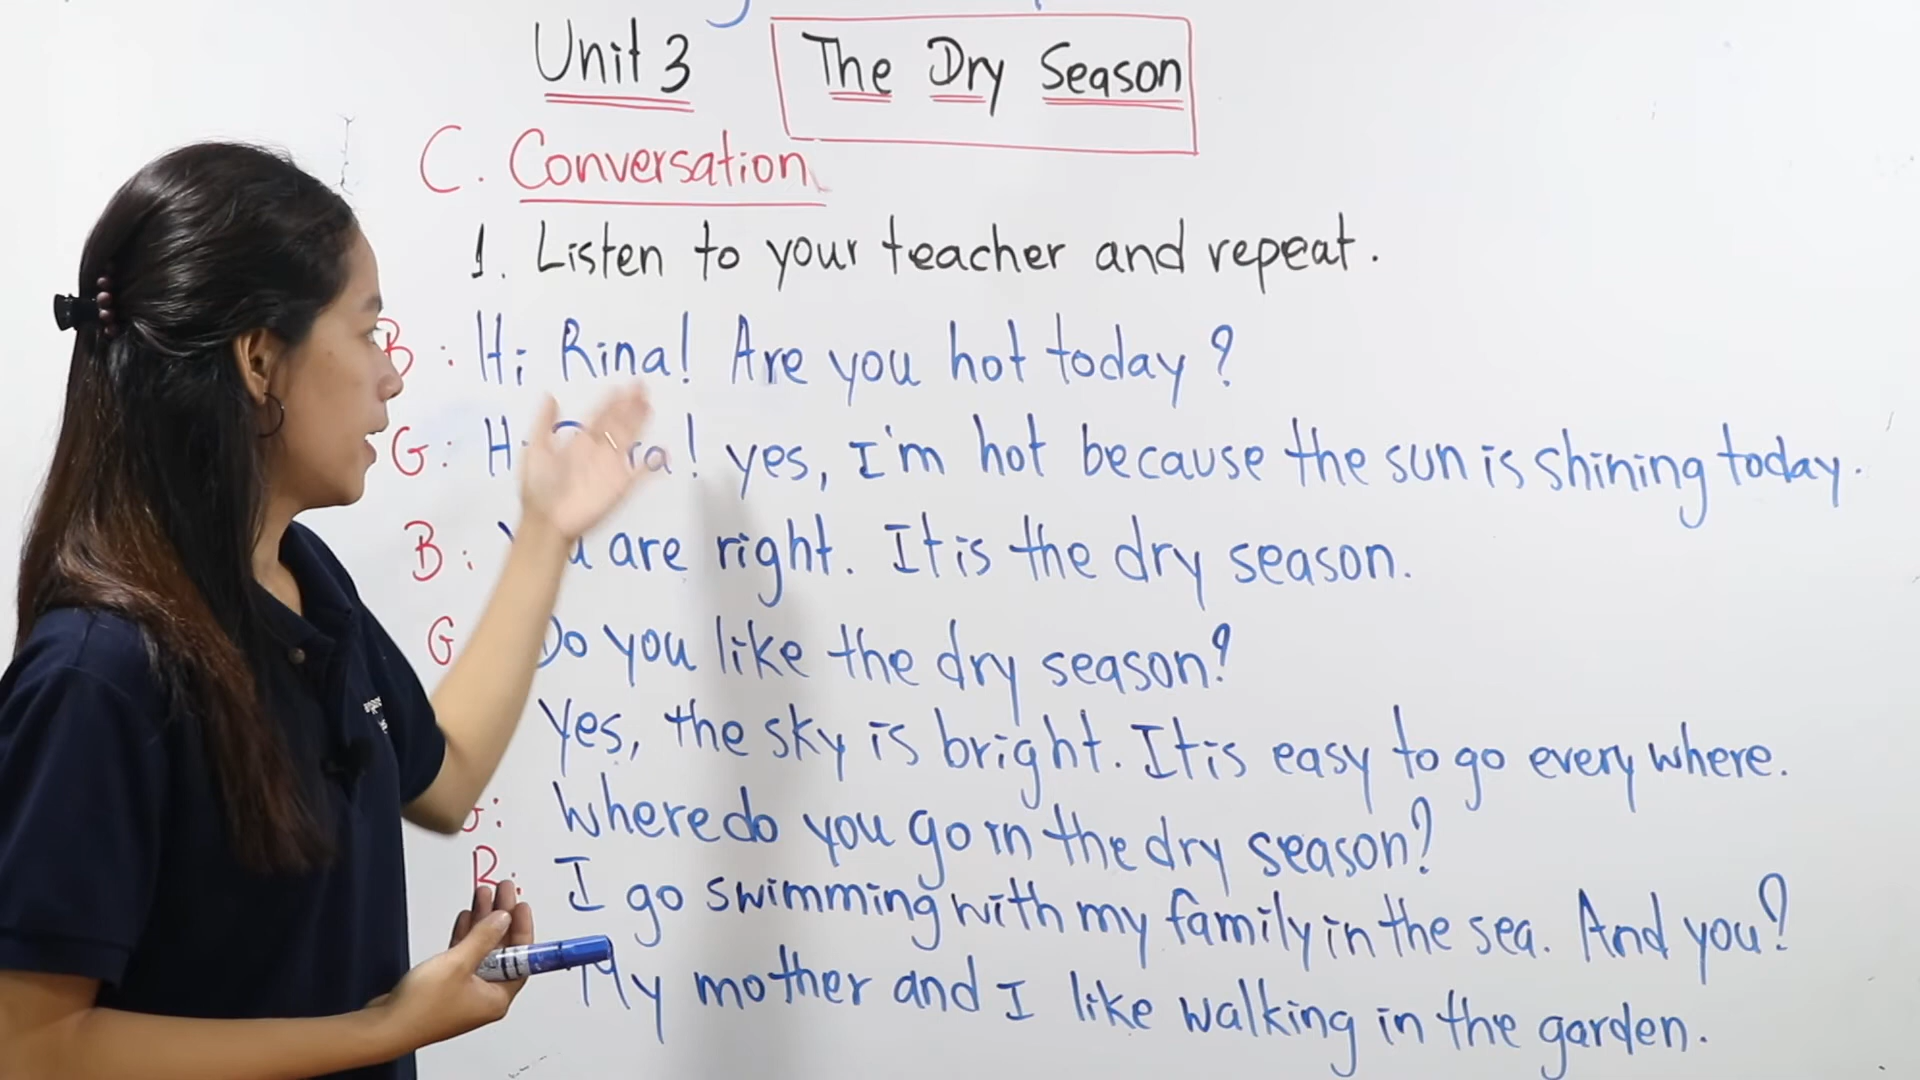 Unit 3 The Dry Season
C. Conversation
1. Listen to your teacher and repeat.
B: Hi Rina! Are you hot today?
G: yes, I'm hot because the sun is shining today.
B: You are right. It is the dry season.
G Do you like the dry season?
Yes, the sky is bright. It is easy to go every where.
G: Where do you go in the dry season?
B: I go swimming with my family in the sea. And you?
My mother and I like walking in the garden.